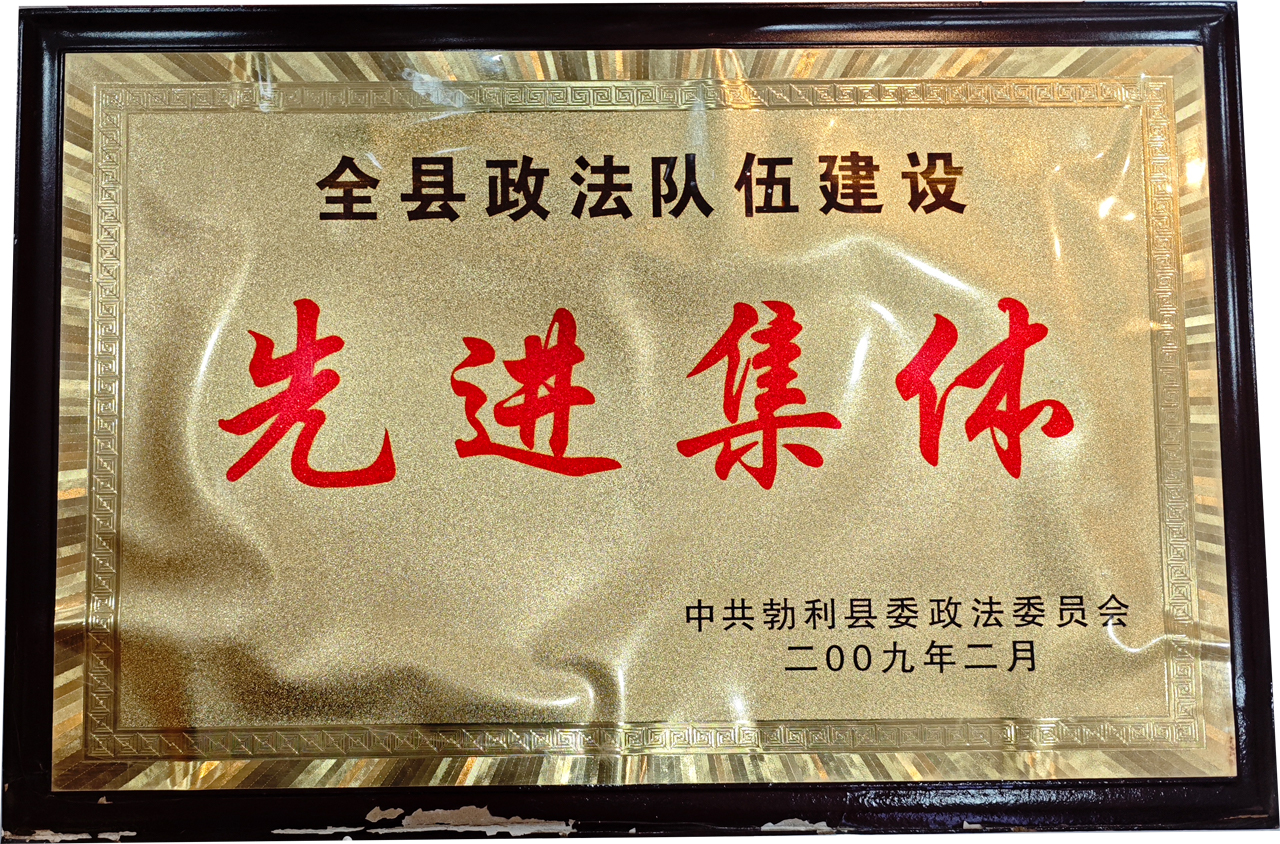 全县政法队伍建设
先进集体
中共勃利县委政法委员会
二00九年二月